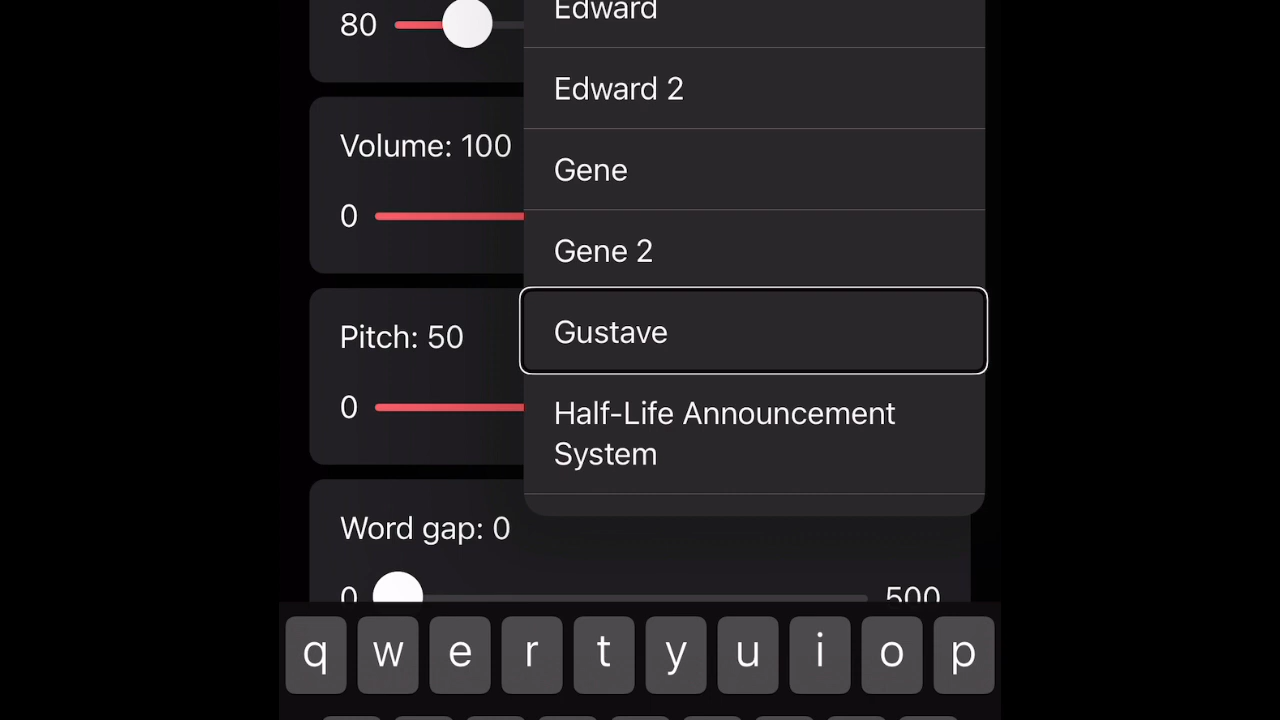 80
Edward
Edward 2
Volume: 100
Gene
0
Gene 2
Pitch: 50
Gustave
0
Half-Life Announcement
System
Word gap: 0
0
500
q w e r t y u i o p